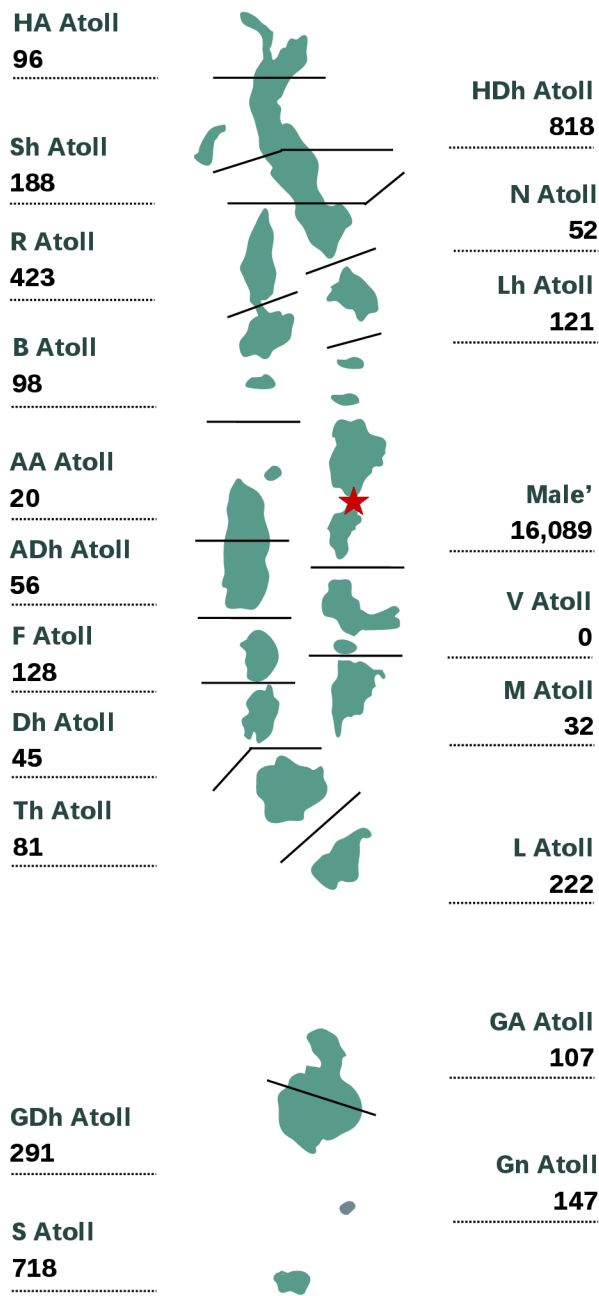 HA Atoll
96
HDh Atoll
818
Sh Atoll
188
N Atoll
52
R Atoll
423
Lh Atoll
121
B Atoll
98
AA Atoll
20
Male’
16,089
ADh Atoll
56
V Atoll
0
F Atoll
128
M Atoll
32
Dh Atoll
45
Th Atoll
81
L Atoll
222
GA Atoll
107
GDh Atoll
291
Gn Atoll
147
S Atoll
718